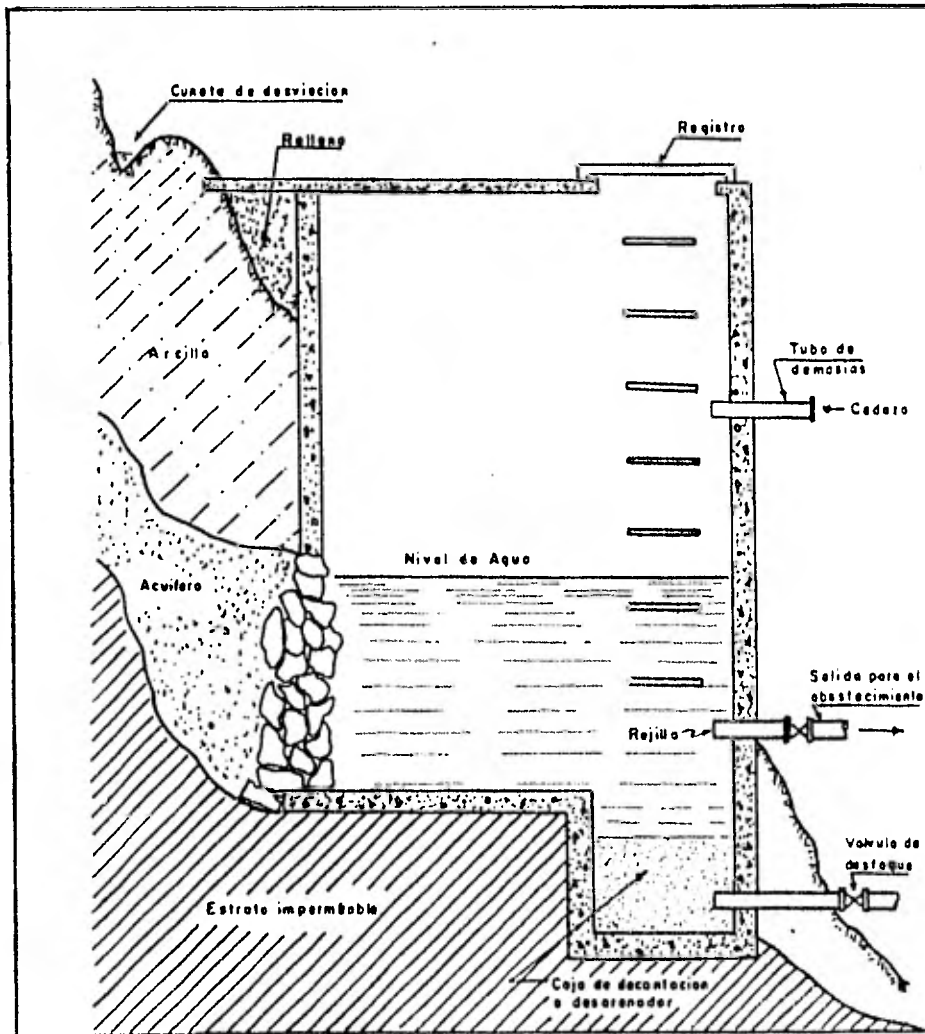 Cuneta de desviacion
Relleno
Registro
Arcilla
Tubo de
demasias
Cedazo
Nivel de Agua
Acuifero
Salida para el
abastecimiento
Rejilla
Valvula de
desfogue
Estrato impermeable
Caja de decantacion
o desarenador